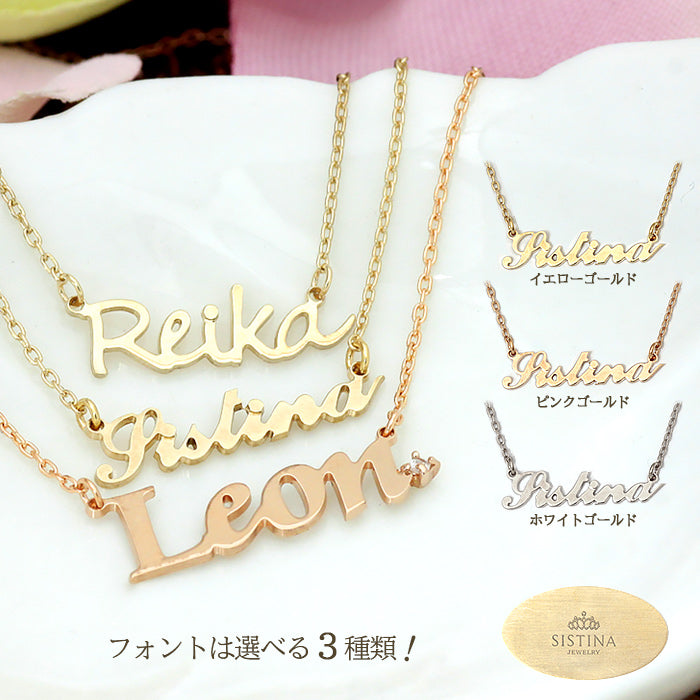 Reika
Sistina
Leon
Sistina
イエローゴールド
Sistina
ピンクゴールド
Sistina
ホワイトゴールド
フォントは選べる3種類！
SISTINA
JEWELRY